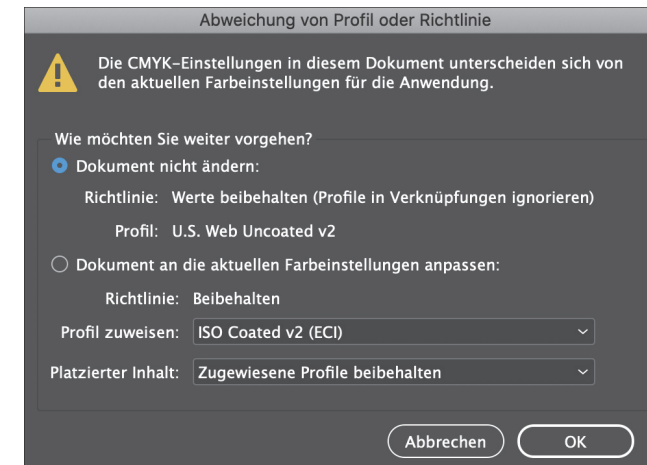 Abweichung von Profil oder Richtlinie
Die CMYK-Einstellungen in diesem Dokument unterscheiden sich von
den aktuellen Farbeinstellungen für die Anwendung.
Wie möchten Sie weiter vorgehen?
Dokument nicht ändern:
Richtlinie: Werte beibehalten (Profile in Verknüpfungen ignorieren)
Profil: U.S. Web Uncoated v2
Dokument an die aktuellen Farbeinstellungen anpassen:
Richtlinie: Beibehalten
Profil zuweisen: ISO Coated v2 (ECI)
Platzierter Inhalt: Zugewiesene Profile beibehalten
Abbrechen OK